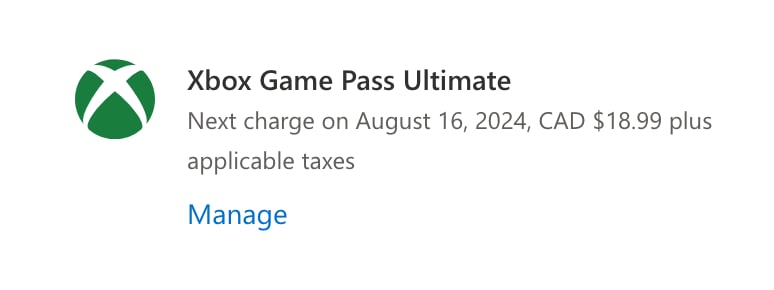 Xbox Game Pass Ultimate
Next charge on August 16, 2024, CAD $18.99 plus
applicable taxes
Manage